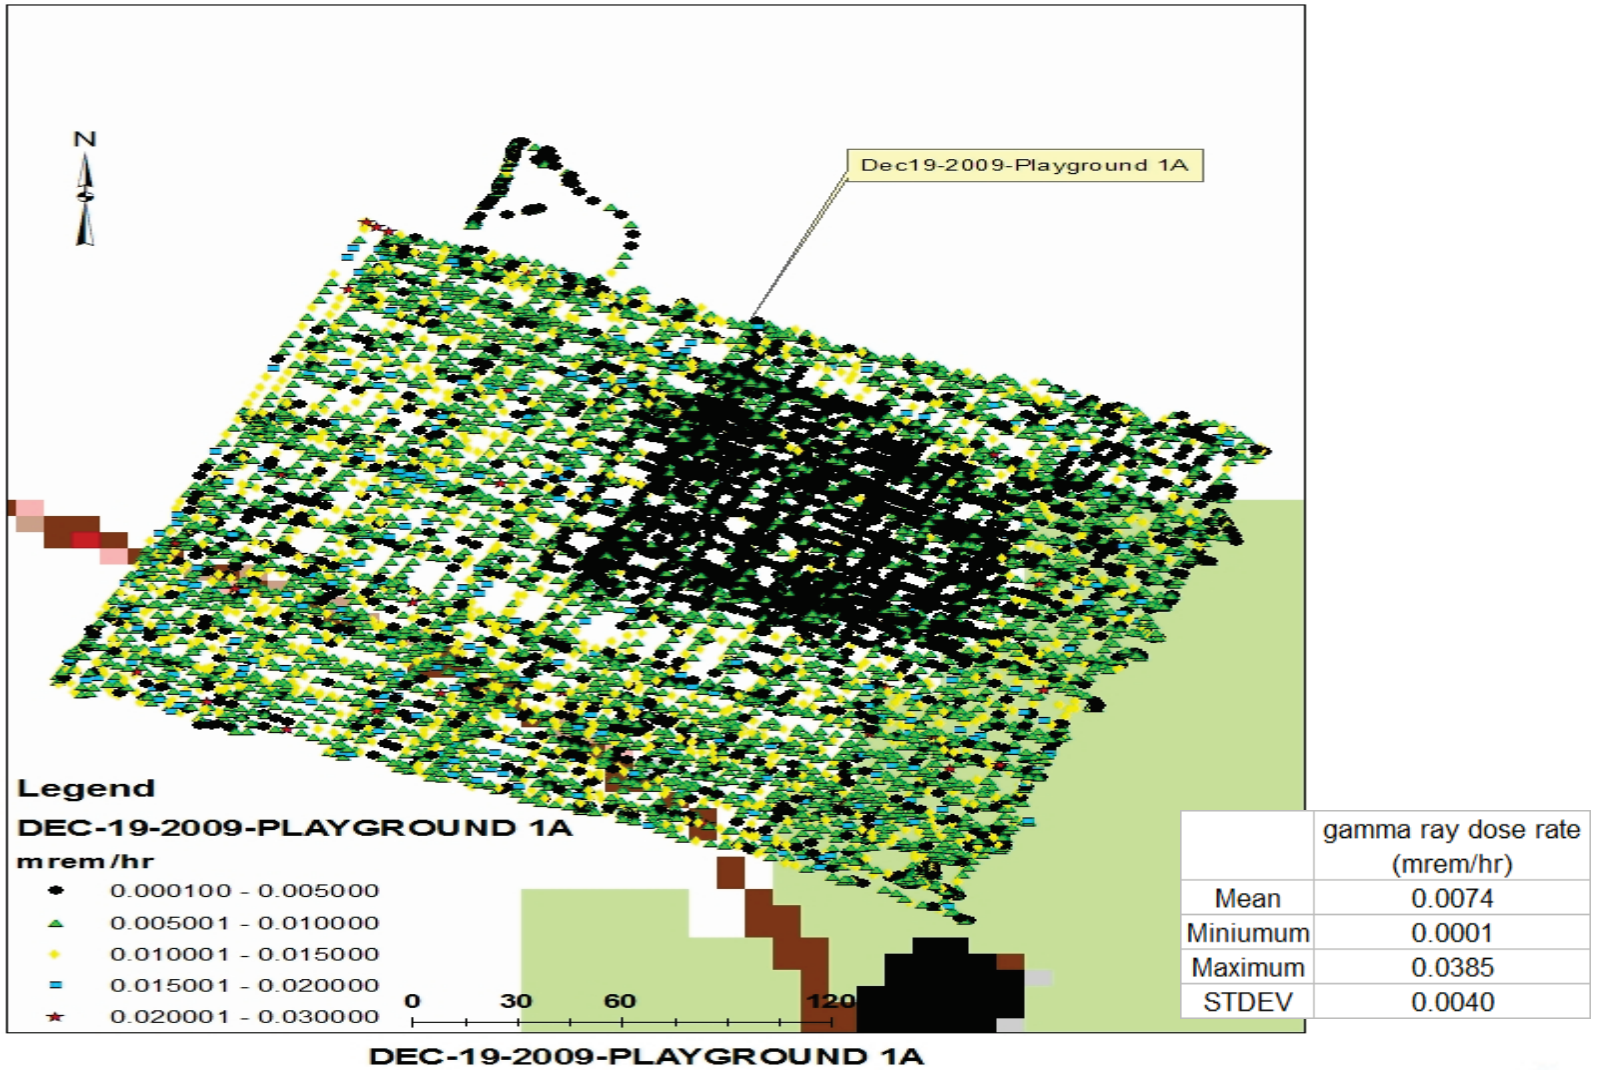 N
Dec19-2009-Playground 1A
Legend
DEC-19-2009-PLAYGROUND 1A
mrem/hr
0.000100 - 0.005000
0.005001 - 0.010000
0.010001 - 0.015000
0.015001 - 0.020000
0.020001 - 0.030000
0 30 60 120
gamma ray dose rate
(mrem/hr)
Mean 0.0074
Miniumum 0.0001
Maximum 0.0385
STDEV 0.0040
DEC-19-2009-PLAYGROUND 1A